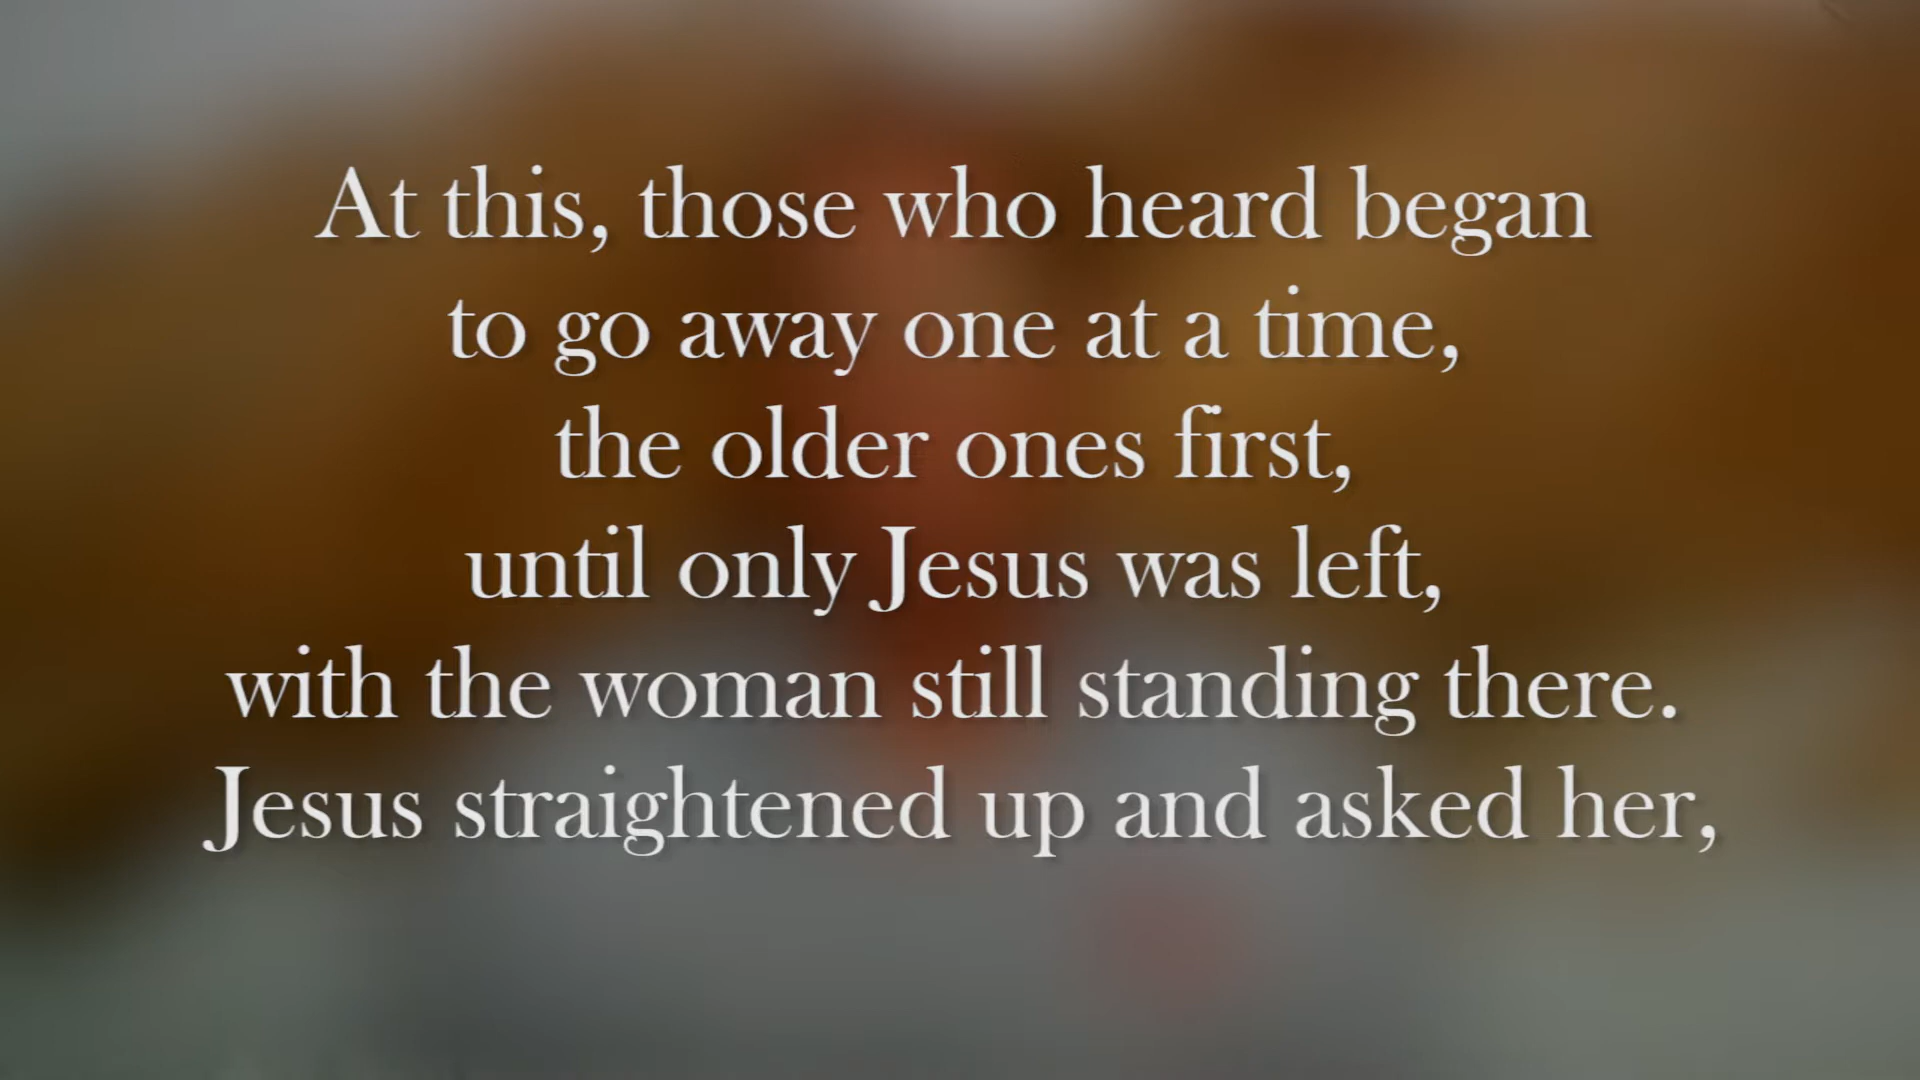 At this, those who heard began
to go away one at a time,
the older ones first,
until only Jesus was left,
with the woman still standing there.
Jesus straightened up and asked her,